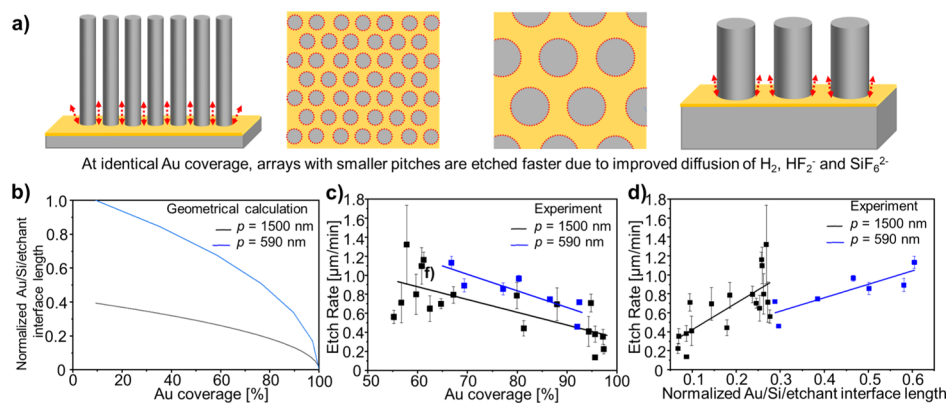 a)
At identical Au coverage, arrays with smaller pitches are etched faster due to improved diffusion of H₂, HF₂⁻ and SiF₆²⁻
b)
Normalized Au/Si/etchant
interface length
1.0
0.8
0.6
0.4
0.2
0
0
20
40
60
80
100
Au coverage [%]
Geometrical calculation
p = 1500 nm
p = 590 nm
c)
Etch Rate [µm/min]
1.8
1.6
1.4
1.2
1.0
0.8
0.6
0.4
0.2
0
50
60
70
80
90
100
Au coverage [%]
Experiment
p = 1500 nm
p = 590 nm
f)
d)
Etch Rate [µm/min]
1.8
1.6
1.4
1.2
1.0
0.8
0.6
0.4
0.2
0
0.1
0.2
0.3
0.4
0.5
0.6
Normalized Au/Si/etchant interface length
Experiment
p = 1500 nm
p = 590 nm